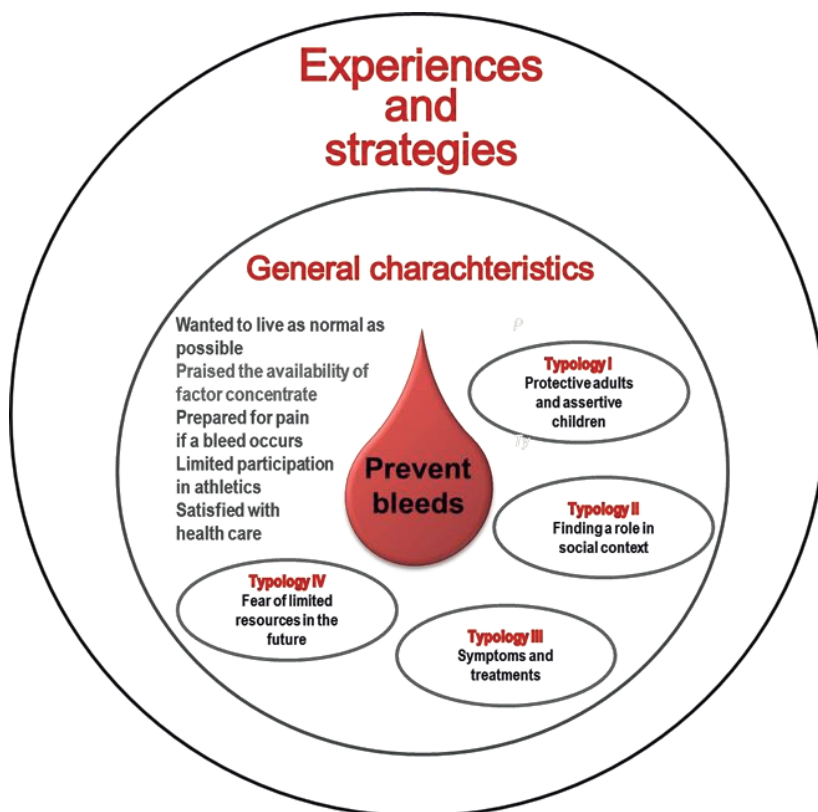 Experiences
and
strategies
General charachteristics
Wanted to live as normal as
possible
Praised the availability of
factor concentrate
Prepared for pain
if a bleed occurs
Limited participation
in athletics
Satisfied with
health care
Prevent
bleeds
P
Typology I
Protective adults
and assertive
children
Ty
Typology II
Finding a role in
social context
Typology III
Symptoms and
treatments
Typology IV
Fear of limited
resources in the
future